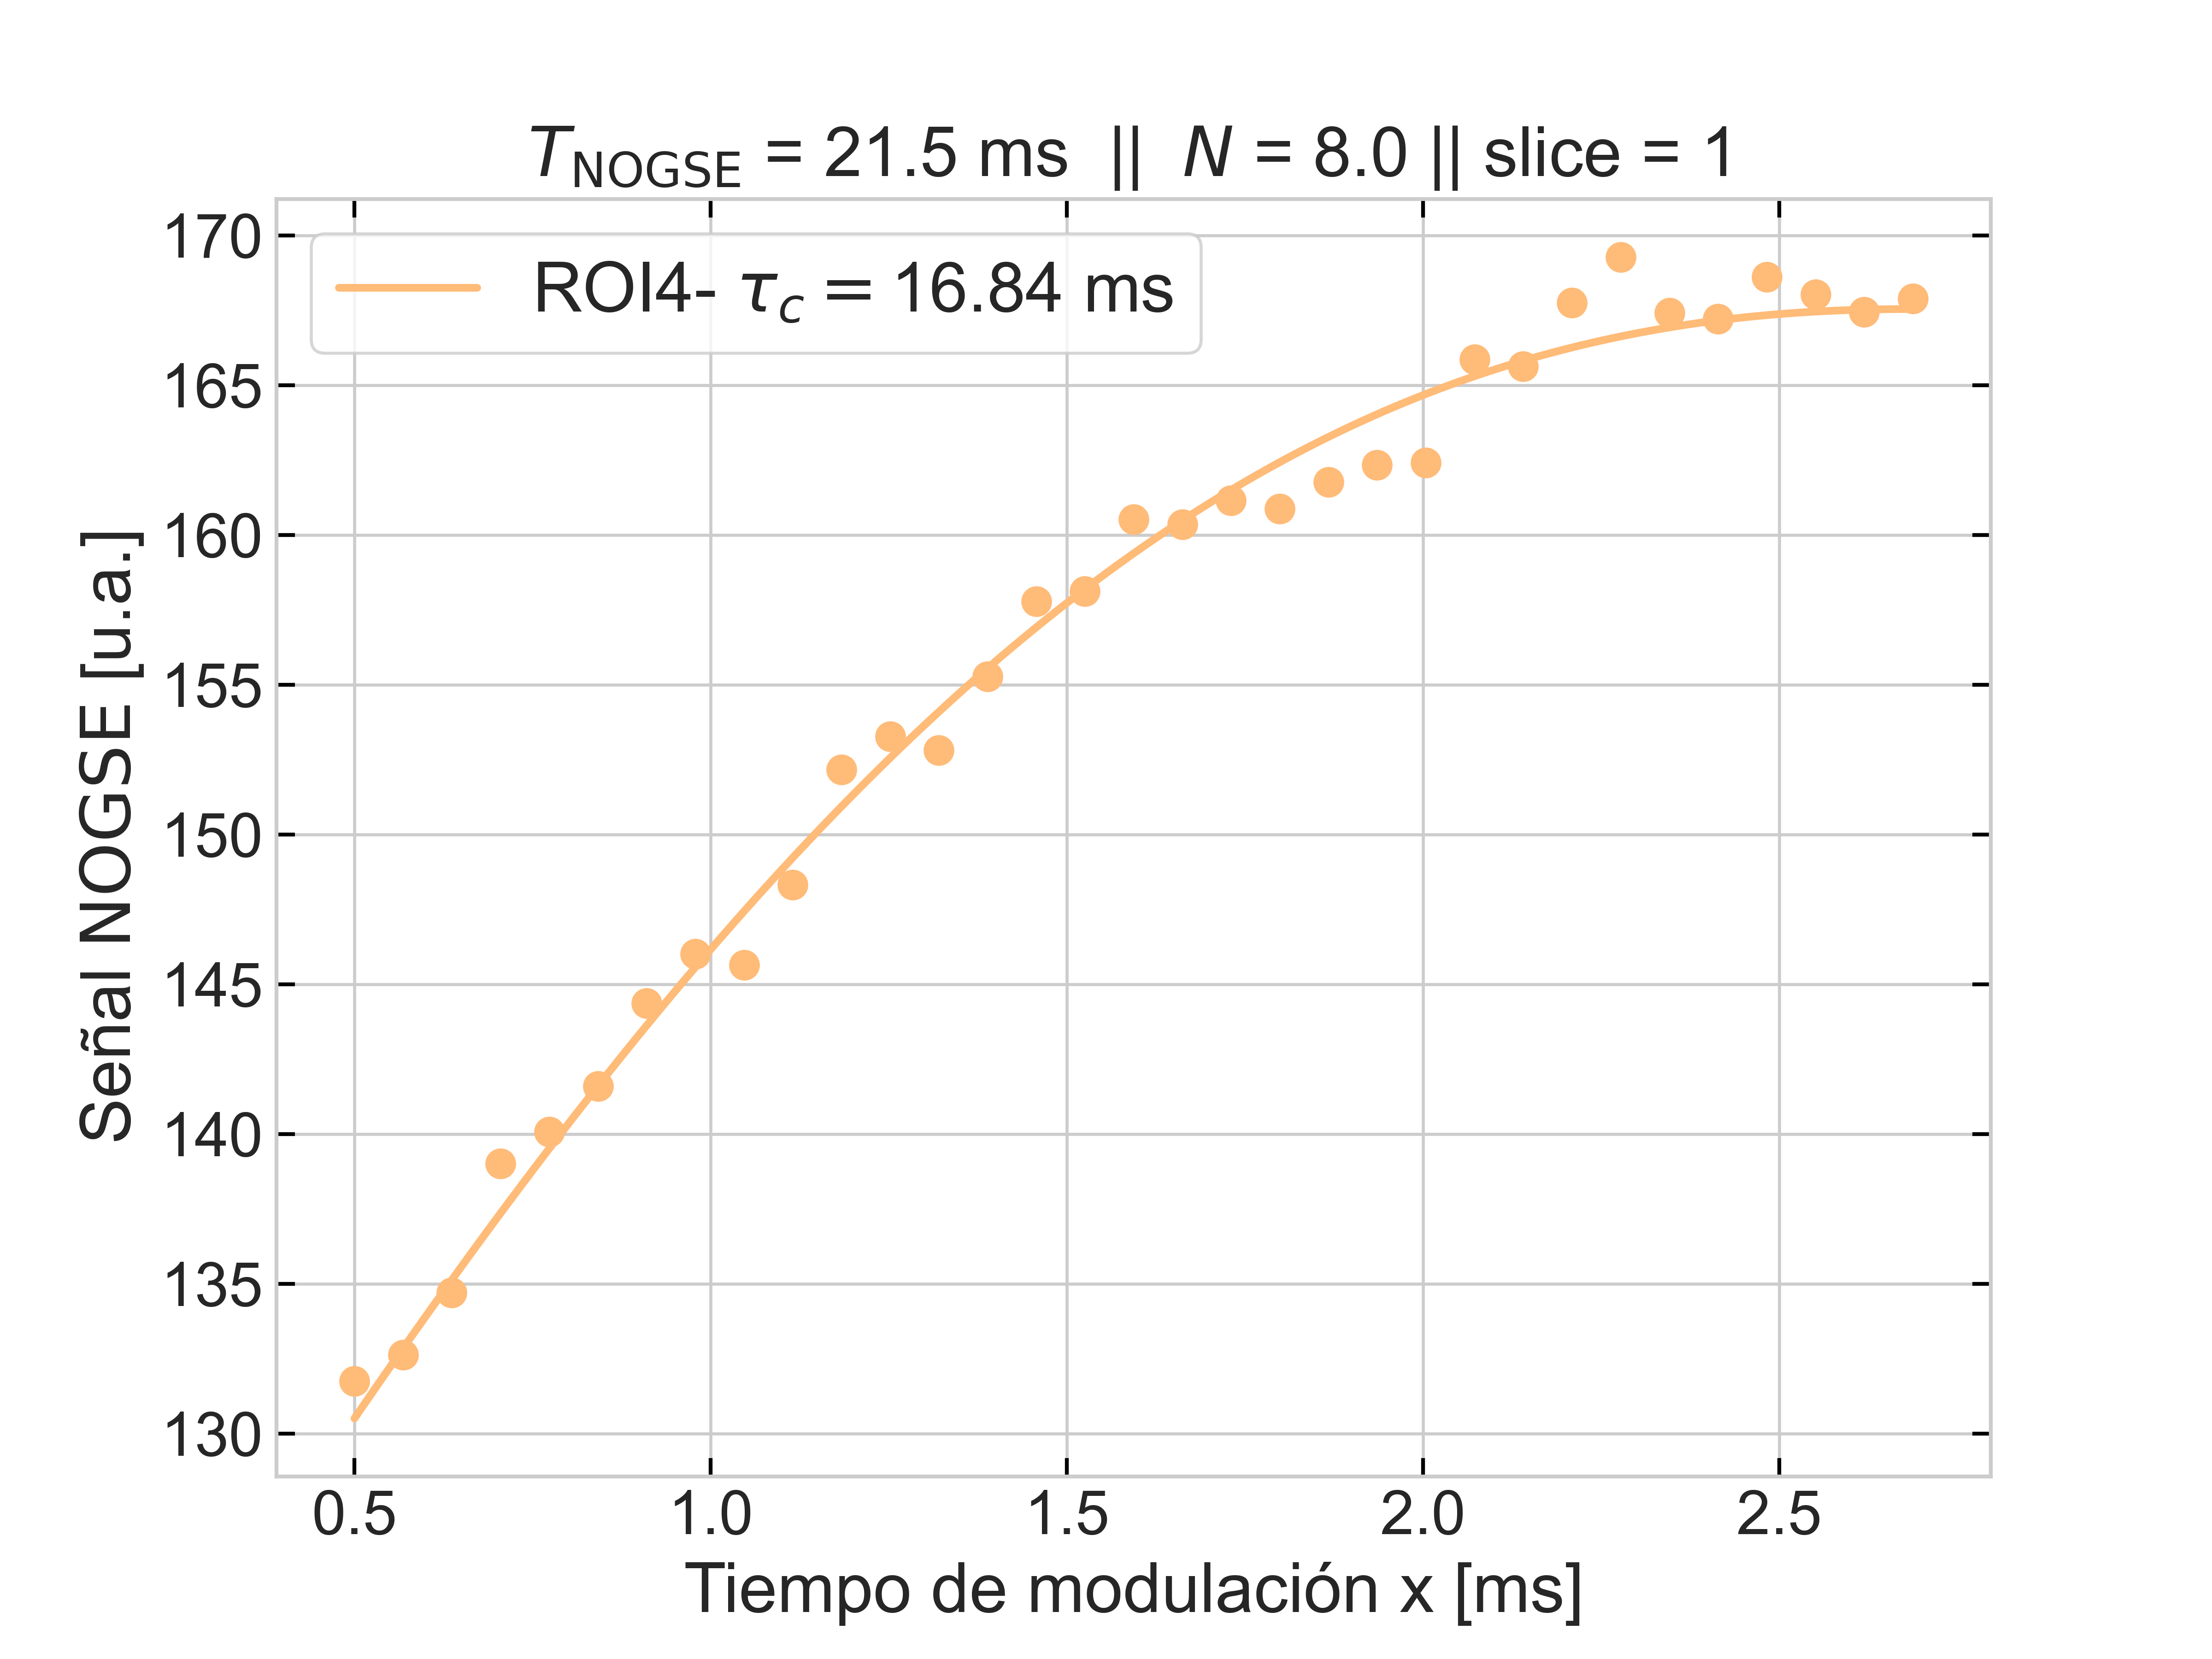 T_NOGSE = 21.5 ms || N = 8.0 || slice = 1
ROI4- τ_c = 16.84 ms
Señal NOGSE [u.a.]
170
165
160
155
150
145
140
135
130
0.5 1.0 1.5 2.0 2.5
Tiempo de modulación x [ms]